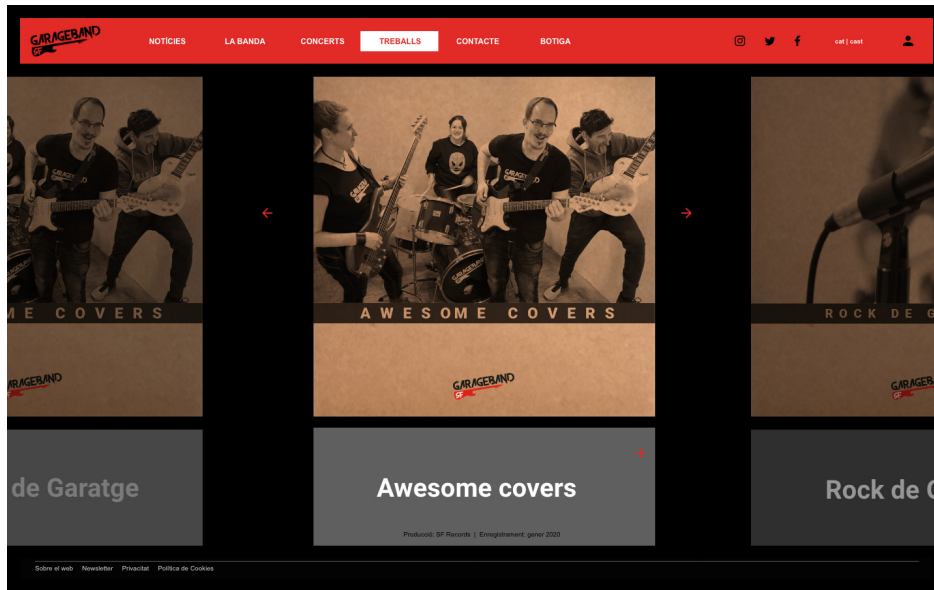 GARAGEBAND
SF
NOTÍCIES
LA BANDA
CONCERTS
TREBALLS
CONTACTE
BOTIGA
cat | cast
ME COVERS
GARAGEBAND
de Garatge
AWESOME COVERS
GARAGEBAND
SF
Awesome covers
Producció: SF Records | Enregistrament: gener 2020
ROCK DE G
GARAGEB
Rock de G
Sobre el web Newsletter Privacitat Política de Cookies